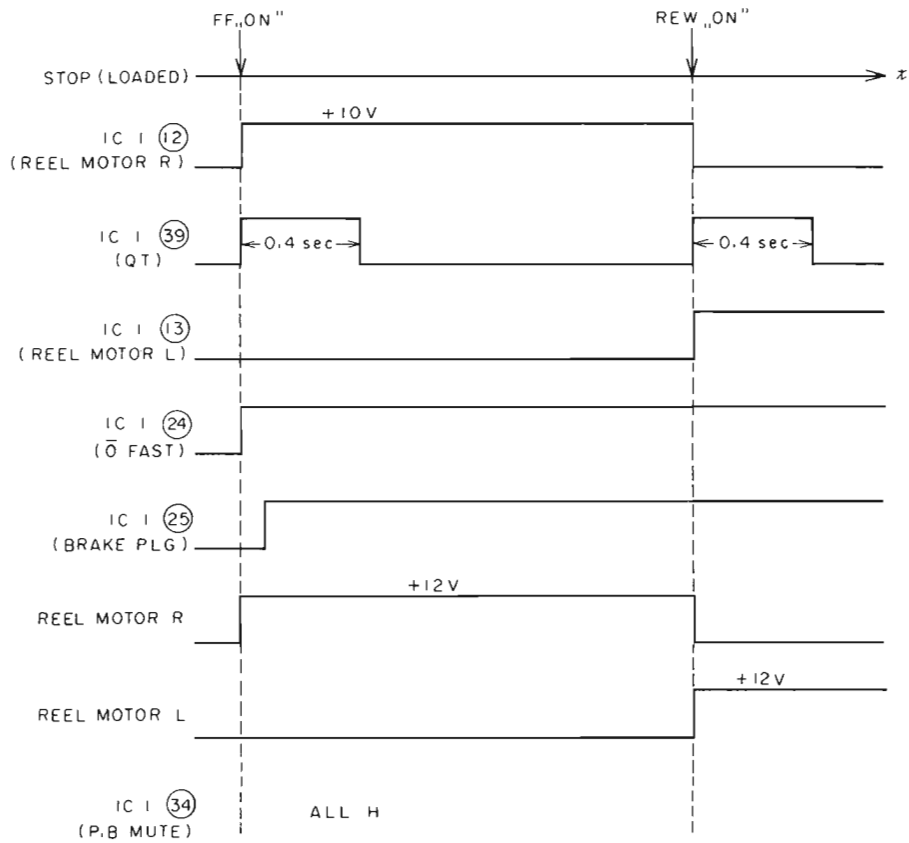 FF„ON"
REW „ON"
STOP (LOADED)
t
IC 1 ⑫
(REEL MOTOR R)
+10V
IC 1 ㊴
(QT)
0.4 sec
0.4 sec
IC 1 ⑬
(REEL MOTOR L)
IC 1 ㉔
(O̅ FAST)
IC 1 ㉕
(BRAKE PLG)
REEL MOTOR R
+12V
REEL MOTOR L
+12V
IC 1 ㉞
(P.B MUTE)
ALL H